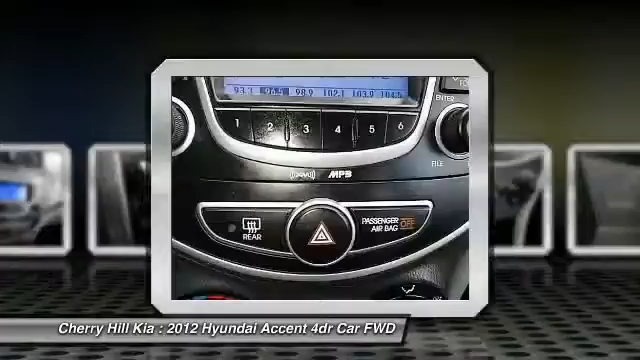 93.3 96.5 98.9 102.1 103.9 104.5
1 2 3 4 5 6
ENTER
FILE
MP3
REAR
PASSENGER
AIR BAG OFF
Cherry Hill Kia : 2012 Hyundai Accent 4dr Car FWD